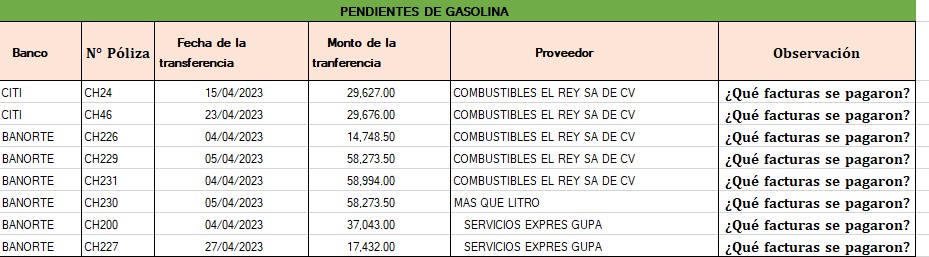 PENDIENTES DE GASOLINA
Banco N° Póliza Fecha de la transferencia Monto de la tranferencia Proveedor Observación
CITI CH24 15/04/2023 29,627.00 COMBUSTIBLES EL REY SA DE CV ¿Qué facturas se pagaron?
CITI CH46 23/04/2023 29,676.00 COMBUSTIBLES EL REY SA DE CV ¿Qué facturas se pagaron?
BANORTE CH226 04/04/2023 14,748.50 COMBUSTIBLES EL REY SA DE CV ¿Qué facturas se pagaron?
BANORTE CH229 05/04/2023 58,273.50 COMBUSTIBLES EL REY SA DE CV ¿Qué facturas se pagaron?
BANORTE CH231 04/04/2023 58,994.00 COMBUSTIBLES EL REY SA DE CV ¿Qué facturas se pagaron?
BANORTE CH230 05/04/2023 58,273.50 MAS QUE LITRO ¿Qué facturas se pagaron?
BANORTE CH200 04/04/2023 37,043.00 SERVICIOS EXPRES GUPA ¿Qué facturas se pagaron?
BANORTE CH227 27/04/2023 17,432.00 SERVICIOS EXPRES GUPA ¿Qué facturas se pagaron?